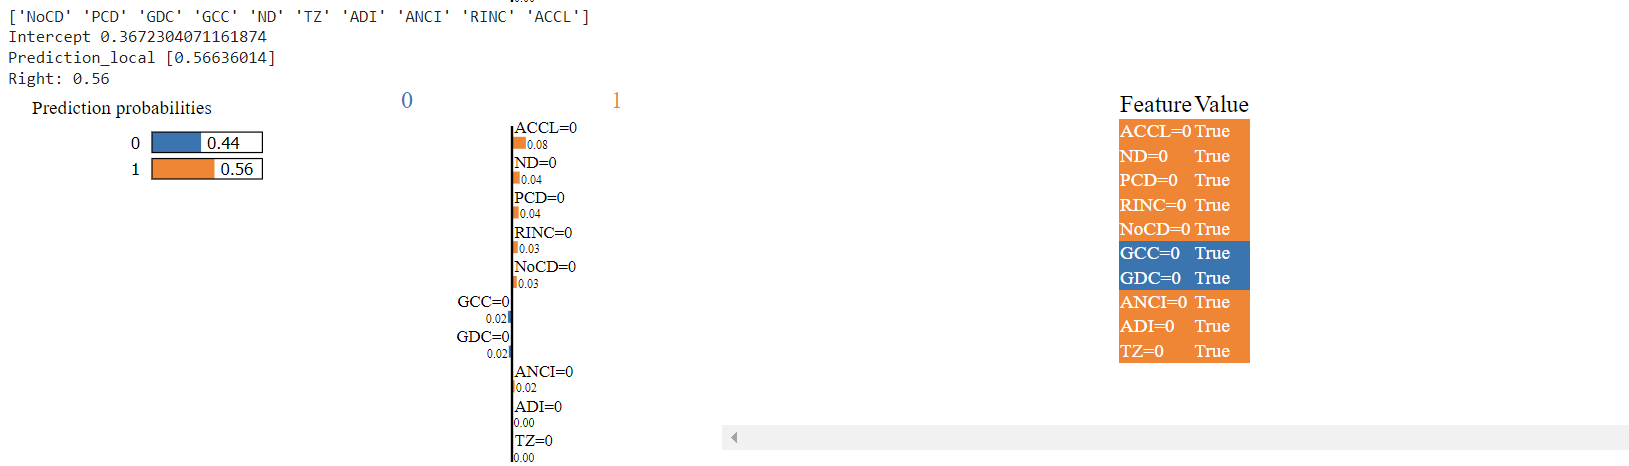 ['NoCD' 'PCD' 'GDC' 'GCC' 'ND' 'TZ' 'ADI' 'ANCI' 'RINC' 'ACCL']
Intercept 0.3672304071161874
Prediction_local [0.56636014]
Right: 0.56
Prediction probabilities
0 0.44
1 0.56
0 1
ACCL=0
0.08
ND=0
0.04
PCD=0
0.04
RINC=0
0.03
NoCD=0
0.03
GCC=0
0.02
GDC=0
0.02
ANCI=0
0.02
ADI=0
0.00
TZ=0
0.00
Feature Value
ACCL=0 True
ND=0 True
PCD=0 True
RINC=0 True
NoCD=0 True
GCC=0 True
GDC=0 True
ANCI=0 True
ADI=0 True
TZ=0 True